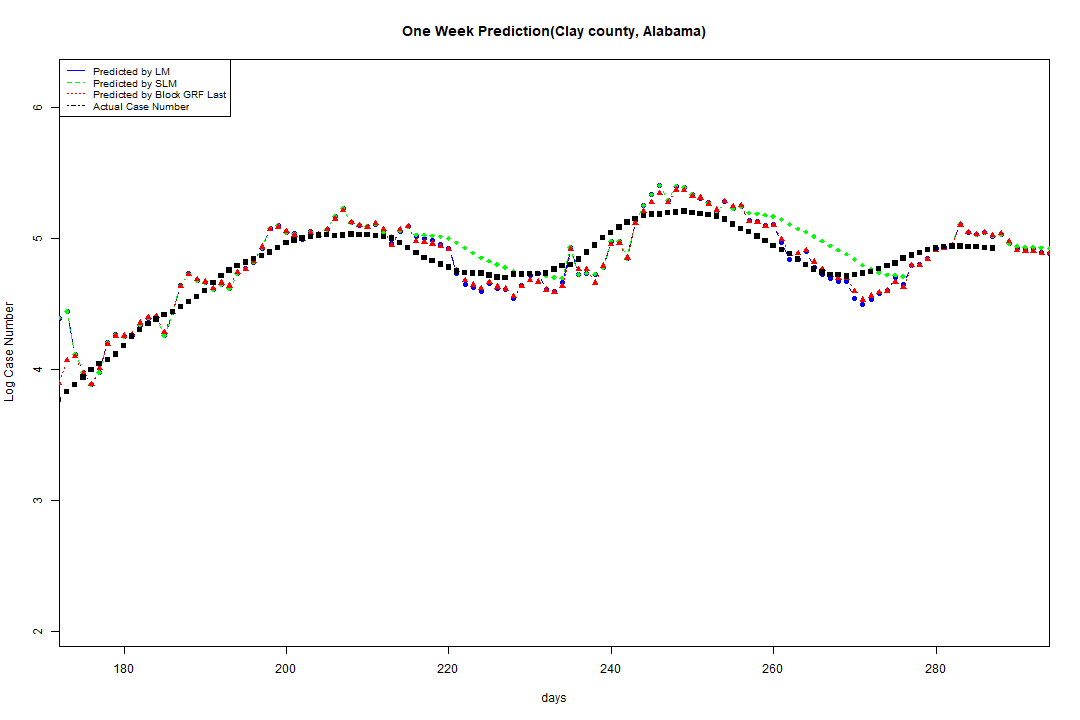 One Week Prediction(Clay county, Alabama)
Predicted by LM
Predicted by SLM
Predicted by Block GRF Last
Actual Case Number
6
5
4
3
2
Log Case Number
180 200 220 240 260 280
days